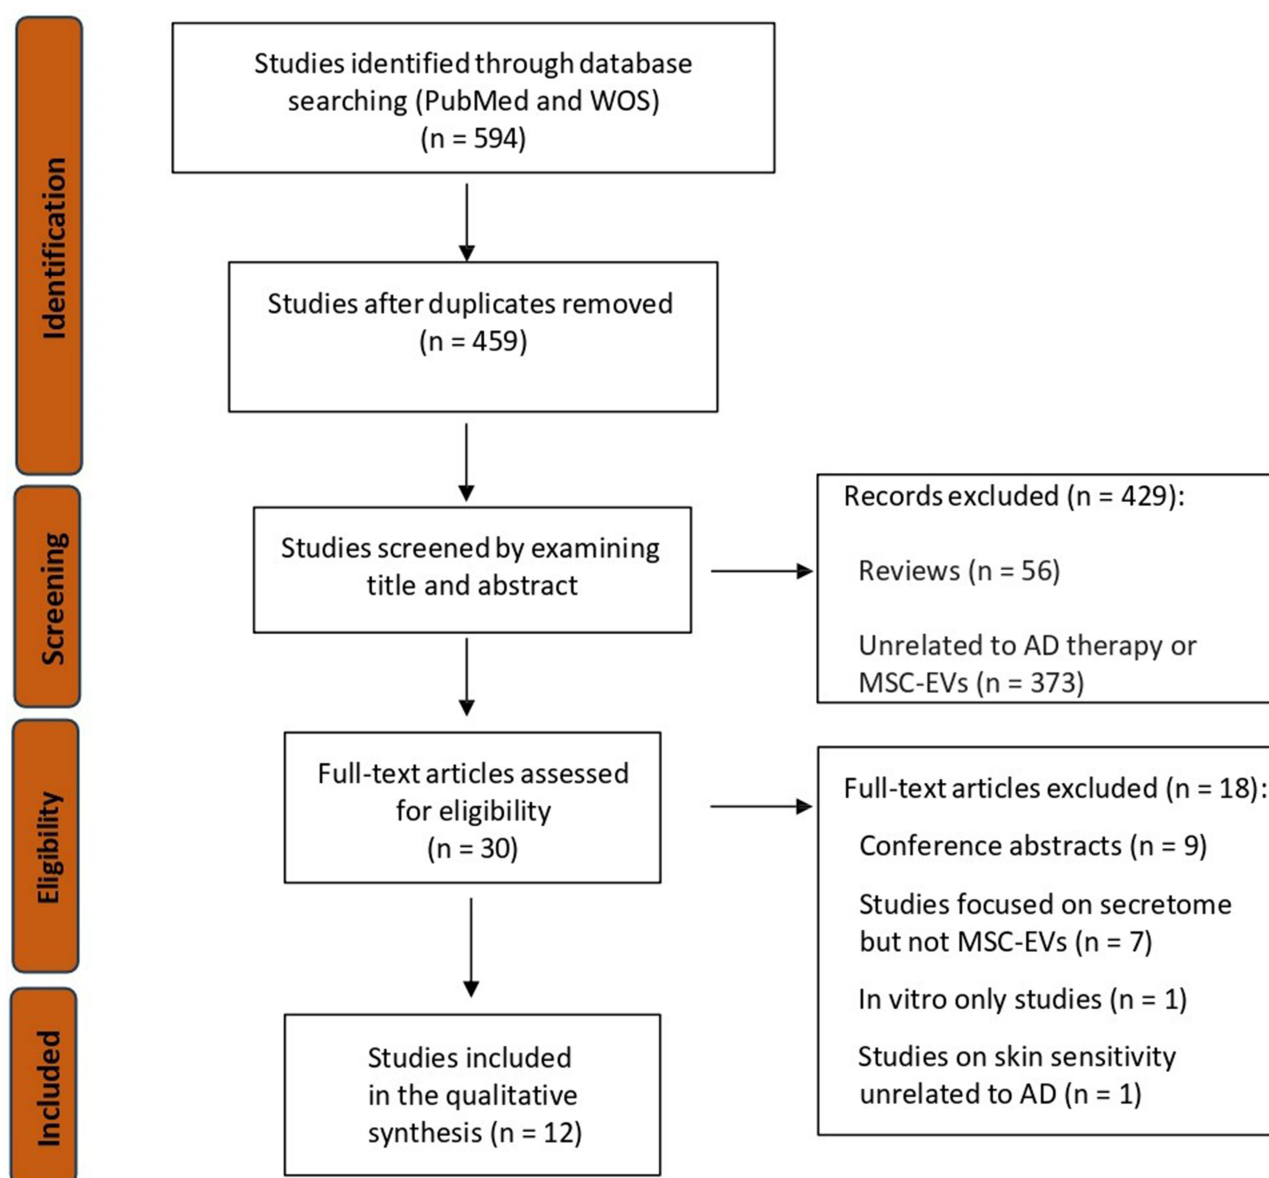 Identification
Studies identified through database
searching (PubMed and WOS)
(n = 594)
Studies after duplicates removed
(n = 459)
Screening
Studies screened by examining
title and abstract
Records excluded (n = 429):
Reviews (n = 56)
Unrelated to AD therapy or
MSC-EVs (n = 373)
Eligibility
Full-text articles assessed
for eligibility
(n = 30)
Full-text articles excluded (n = 18):
Conference abstracts (n = 9)
Studies focused on secretome
but not MSC-EVs (n = 7)
In vitro only studies (n = 1)
Studies on skin sensitivity
unrelated to AD (n = 1)
Included
Studies included
in the qualitative
synthesis (n = 12)